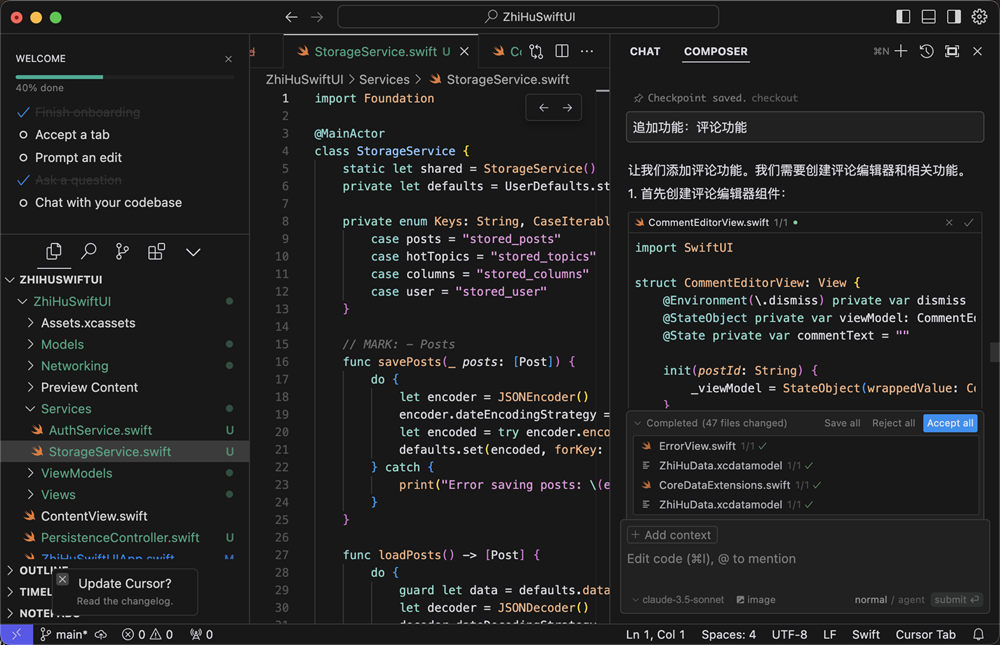 ZhiHuSwiftUI
WELCOME
40% done
Finish onboarding
Accept a tab
Prompt an edit
Ask a question
Chat with your codebase
ZHIHUSWIFTUI
ZhiHuSwiftUI
Assets.xcassets
Models
Networking
Preview Content
Services
AuthService.swift U
StorageService.swift U
ViewModels
Views
ContentView.swift
PersistenceController.swift U
ZhiHuSwiftUIApp.swift M
OUTLINE
TIMEL
NOTEPADS
Update Cursor?
Read the changelog.
StorageService.swift U
Co
ZhiHuSwiftUI > Services > StorageService.swift
1 import Foundation
2
3 @MainActor
4 class StorageService {
5 static let shared = StorageService()
6 private let defaults = UserDefaults.st
7
8 private enum Keys: String, CaseIterabl
9 case posts = "stored_posts"
10 case hotTopics = "stored_topics"
11 case columns = "stored_columns"
12 case user = "stored_user"
13 }
14
15 // MARK: - Posts
16 func savePosts(_ posts: [Post]) {
17 do {
18 let encoder = JSONEncoder()
19 encoder.dateEncodingStrategy =
20 let encoded = try encoder.enco
21 defaults.set(encoded, forKey:
22 } catch {
23 print("Error saving posts: \(e
24 }
25 }
26
27 func loadPosts() -> [Post] {
28 do {
29 guard let data = defaults.data
30 let decoder = JSONDecoder()
decoder.dateDecodingStrategy
CHAT COMPOSER ⌘N
Checkpoint saved. checkout
追加功能：评论功能
让我们添加评论功能。我们需要创建评论编辑器和相关功能。
1. 首先创建评论编辑器组件：
CommentEditorView.swift 1/1
import SwiftUI
struct CommentEditorView: View {
@Environment(\.dismiss) private var dismiss
@StateObject private var viewModel: CommentEd
@State private var commentText = ""
init(postId: String) {
_viewModel = StateObject(wrappedValue: Co
}
Completed (47 files changed) Save all Reject all Accept all
ErrorView.swift 1/1
ZhiHuData.xcdatamodel 1/1
CoreDataExtensions.swift 1/1
ZhiHuData.xcdatamodel 1/1
+ Add context
Edit code (⌘I), @ to mention
claude-3.5-sonnet image normal / agent submit
main* 0 0 0 Ln 1, Col 1 Spaces: 4 UTF-8 LF Swift Cursor Tab